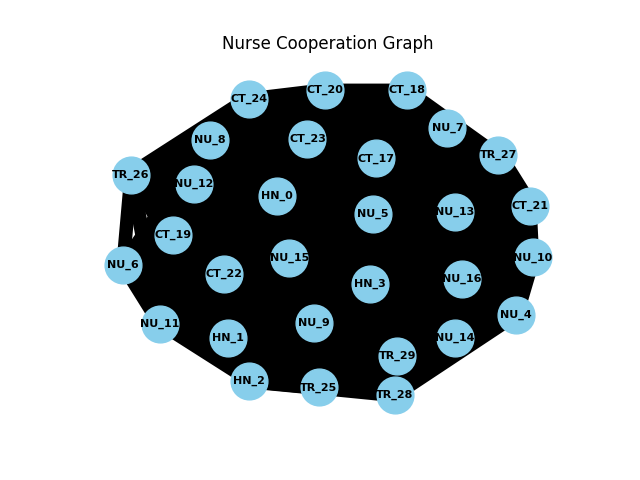 Nurse Cooperation Graph
CT_20
CT_18
CT_24
NU_7
NU_8
CT_23
TR_27
CT_17
TR_26
NU_12
HN_0
CT_21
NU_5
NU_13
CT_19
NU_15
NU_10
NU_6
CT_22
NU_16
HN_3
NU_4
NU_9
NU_11
HN_1
NU_14
TR_29
HN_2
TR_25
TR_28